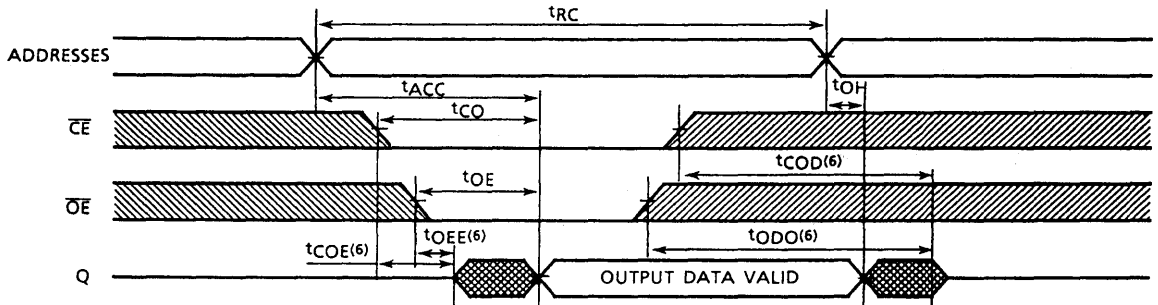 tRC
ADDRESSES
tACC
tOH
tCO
CE
tCOD(6)
tOE
OE
tOEE(6)
tODO(6)
tCOE(6)
Q
OUTPUT DATA VALID